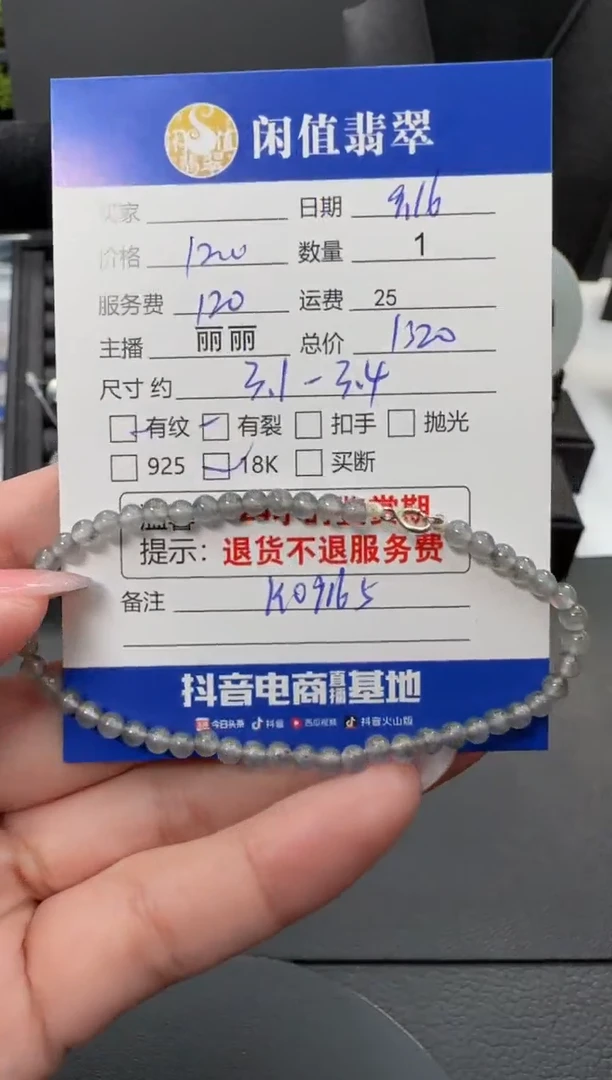 闲值翡翠
买家 日期 9.16
价格 1200 数量 1
服务费 120 运费 25
主播 丽丽 总价 1320
尺寸 约 3.1-3.4
有纹 有裂 扣手 抛光
925 18K 买断
提示：退货不退服务费
备注 K09165
抖音电商直播基地
今日头条 抖音 西瓜视频 抖音火山版